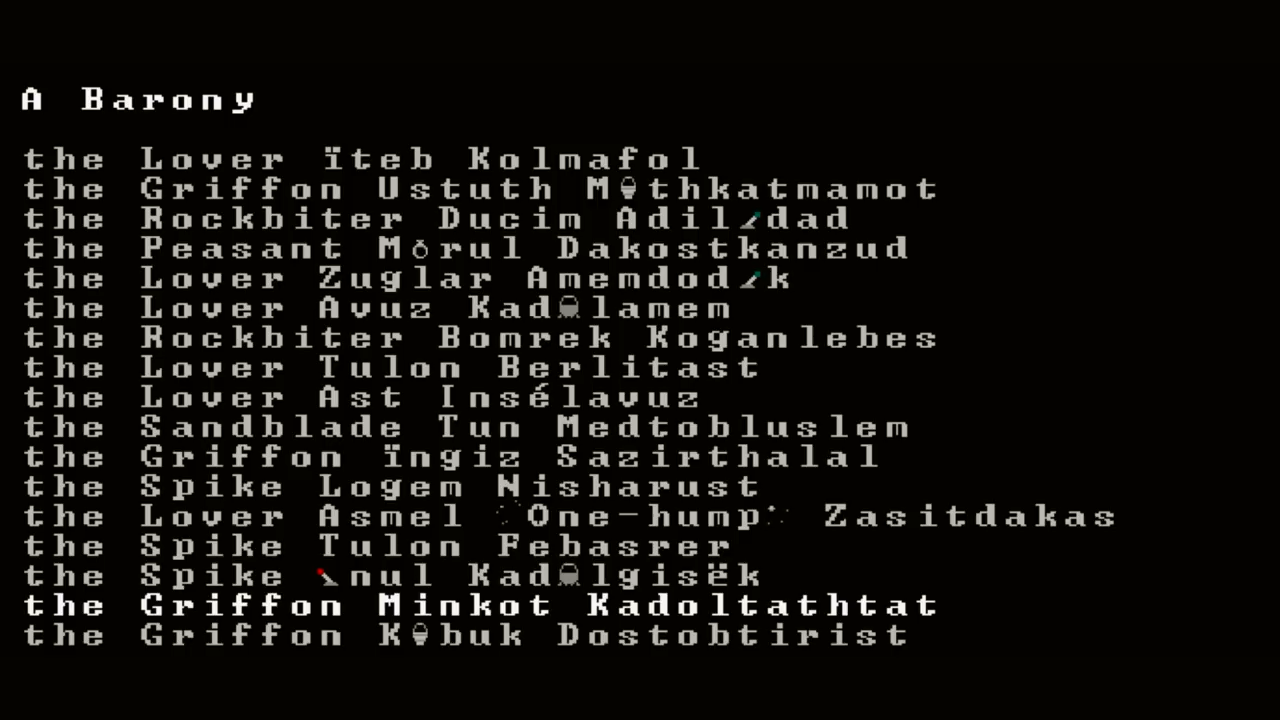 A Barony
the Lover ïteb Kolmafol
the Griffon Ustuth
the Rockbiter Ducim
the Peasant Dakostkanzud
the Lover Zuglar
the Lover Avuz
the Rockbiter Bomrek Koganlebes
the Lover Tulon Berlitast
the Lover Ast Insélavuz
the Sandblade Tun Medtobluslem
the Griffon ïngiz Sazirthalal
the Spike Logem Nisharust
the Lover Asmel One-hump Zasitdakas
the Spike Tulon Febasrer
the Spike
the Griffon Minkot Kadoltathtat
the Griffon Dostobtirist